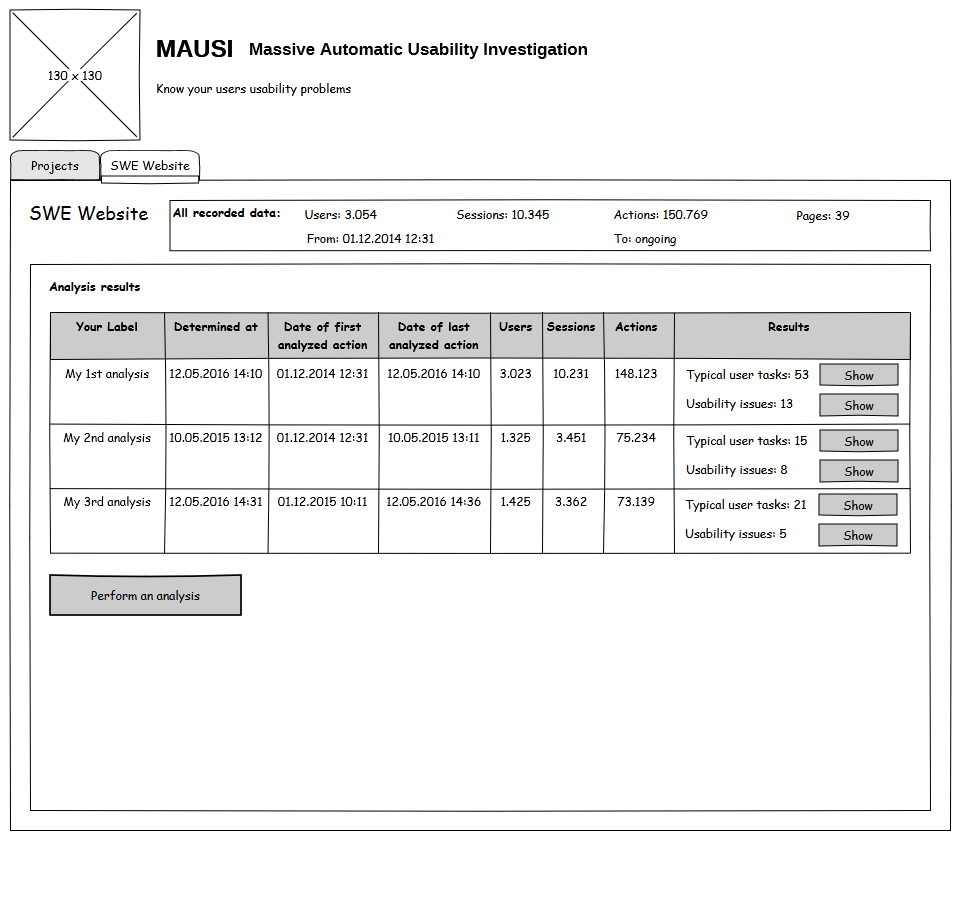 130 x 130
MAUSI Massive Automatic Usability Investigation
Know your users usability problems
Projects SWE Website
SWE Website
All recorded data: Users: 3.054 Sessions: 10.345 Actions: 150.769 Pages: 39
From: 01.12.2014 12:31 To: ongoing
Analysis results
Your Label Determined at Date of first analyzed action Date of last analyzed action Users Sessions Actions Results
My 1st analysis 12.05.2016 14:10 01.12.2014 12:31 12.05.2016 14:10 3.023 10.231 148.123 Typical user tasks: 53 Show
Usability issues: 13 Show
My 2nd analysis 10.05.2015 13:12 01.12.2014 12:31 10.05.2015 13:11 1.325 3.451 75.234 Typical user tasks: 15 Show
Usability issues: 8 Show
My 3rd analysis 12.05.2016 14:31 01.12.2015 10:11 12.05.2016 14:36 1.425 3.362 73.139 Typical user tasks: 21 Show
Usability issues: 5 Show
Perform an analysis